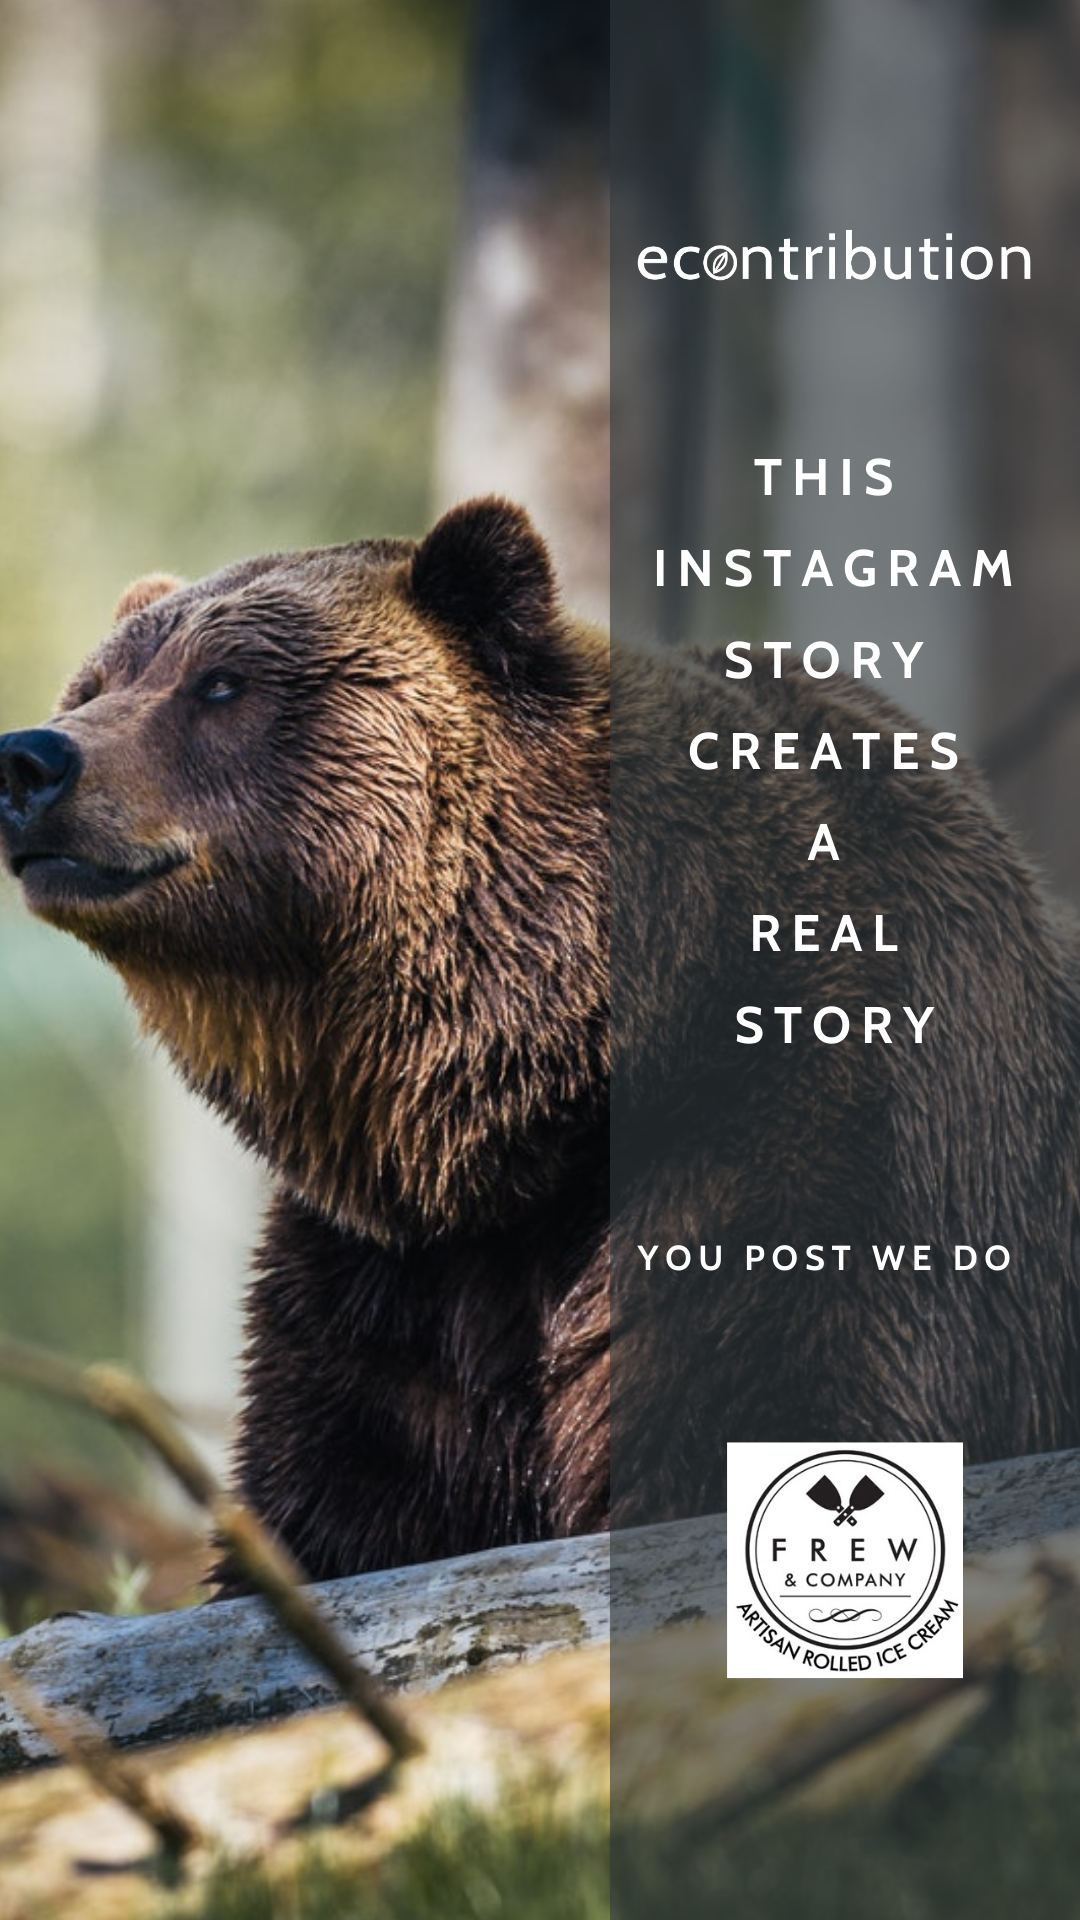 econtribution
THIS
INSTAGRAM
STORY
CREATES
A
REAL
STORY
YOU POST WE DO
FREW
& COMPANY
ARTISAN ROLLED ICE CREAM